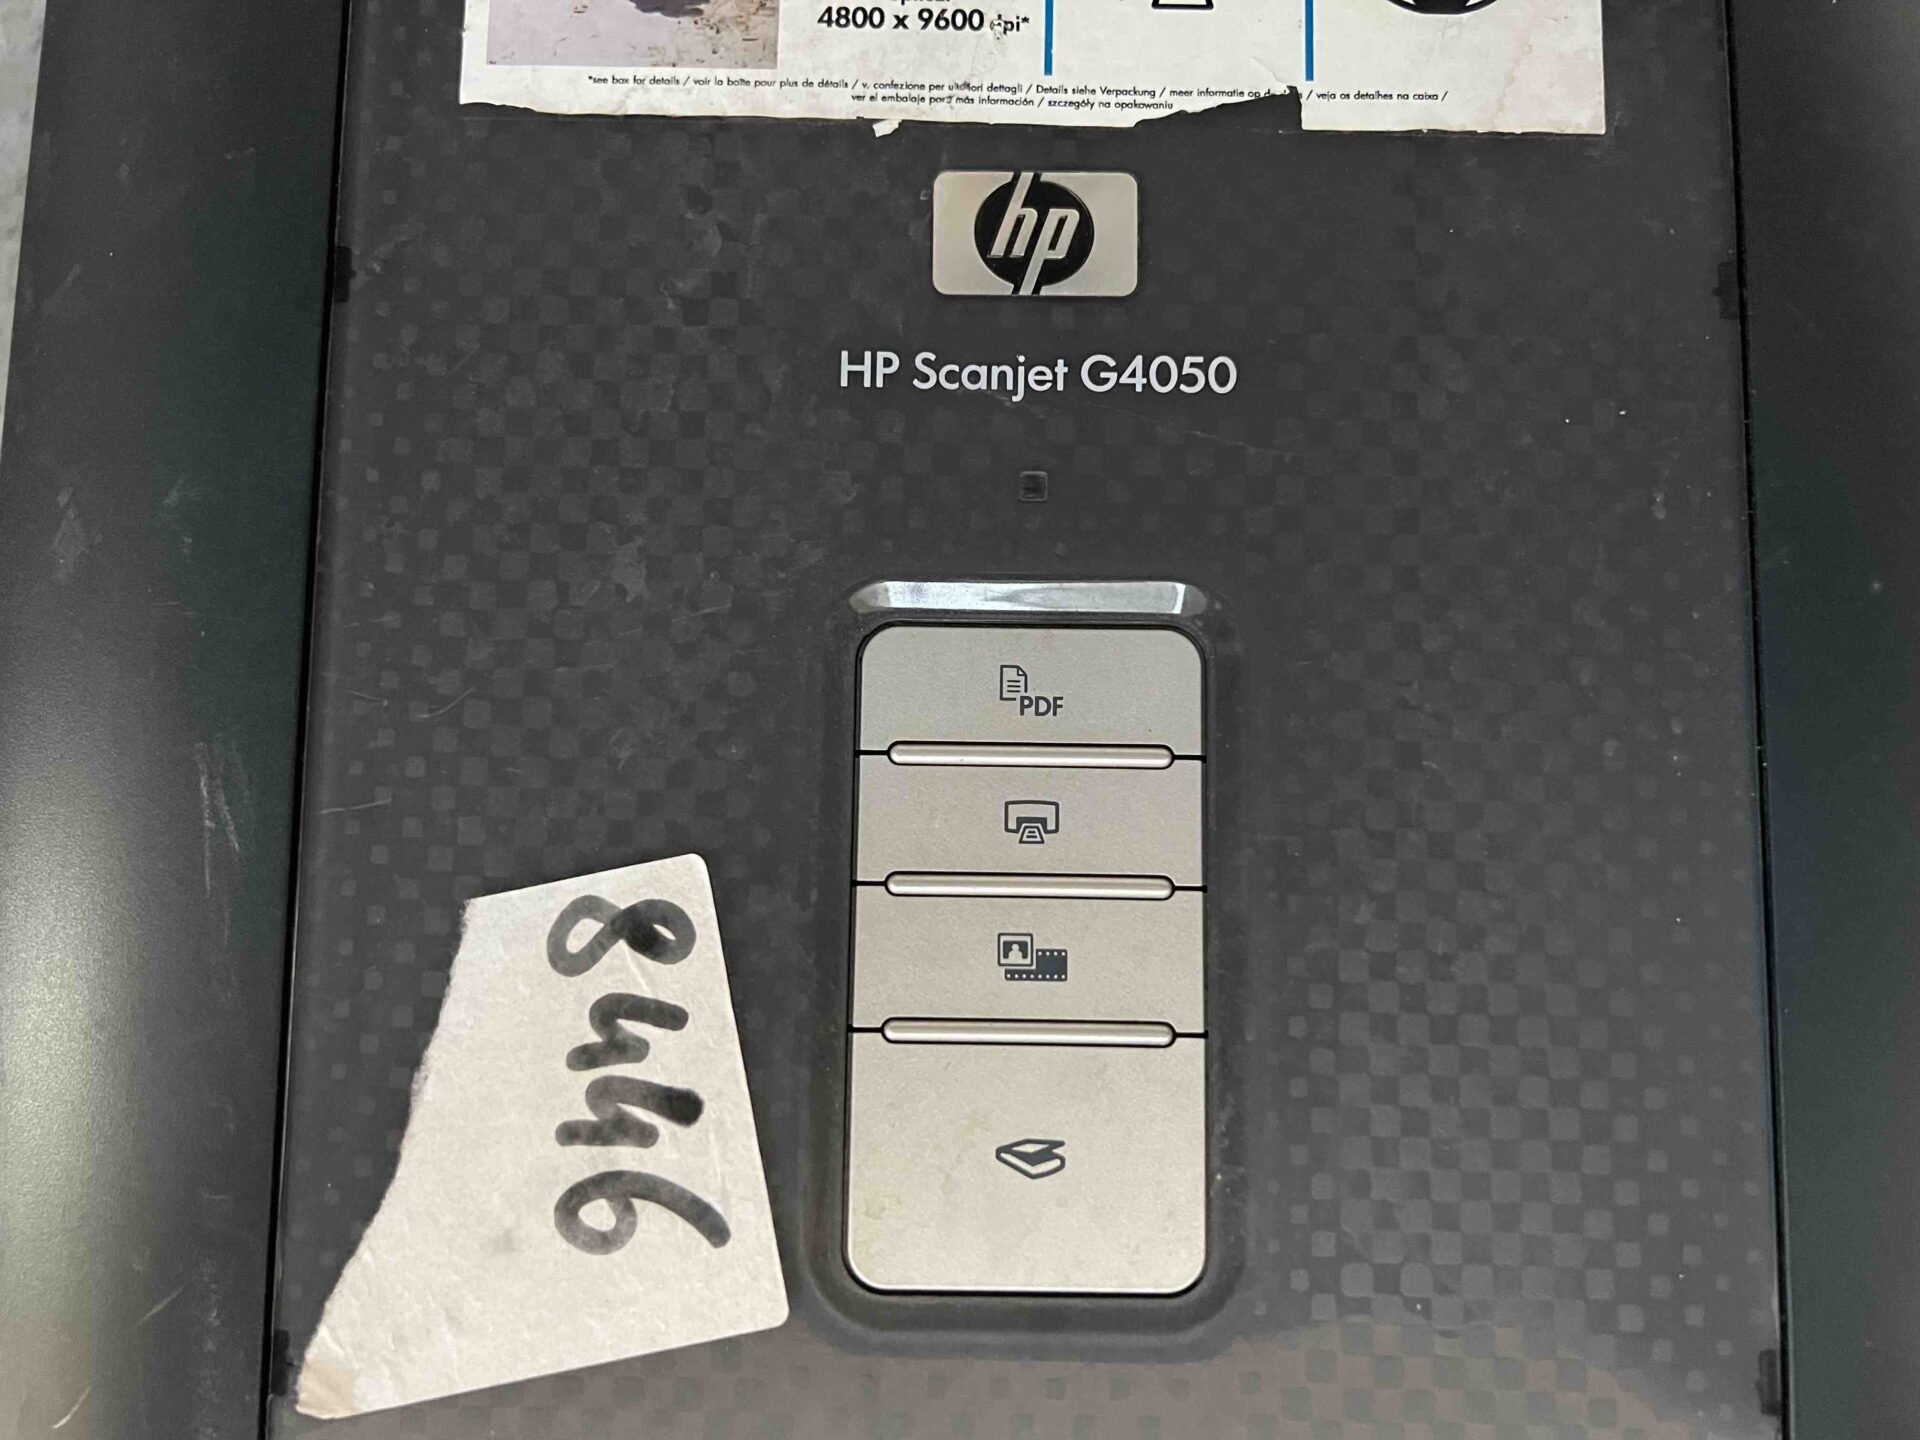 4800 x 9600 dpi*
*see box for details / voir la boîte pour plus de détails / v. confezione per ulteriori dettagli / Details siehe Verpackung / meer informatie op / veja os detalhes na caixa /
ver el embalaje para más información / szczegóły na opakowaniu
hp
HP Scanjet G4050
PDF
8446